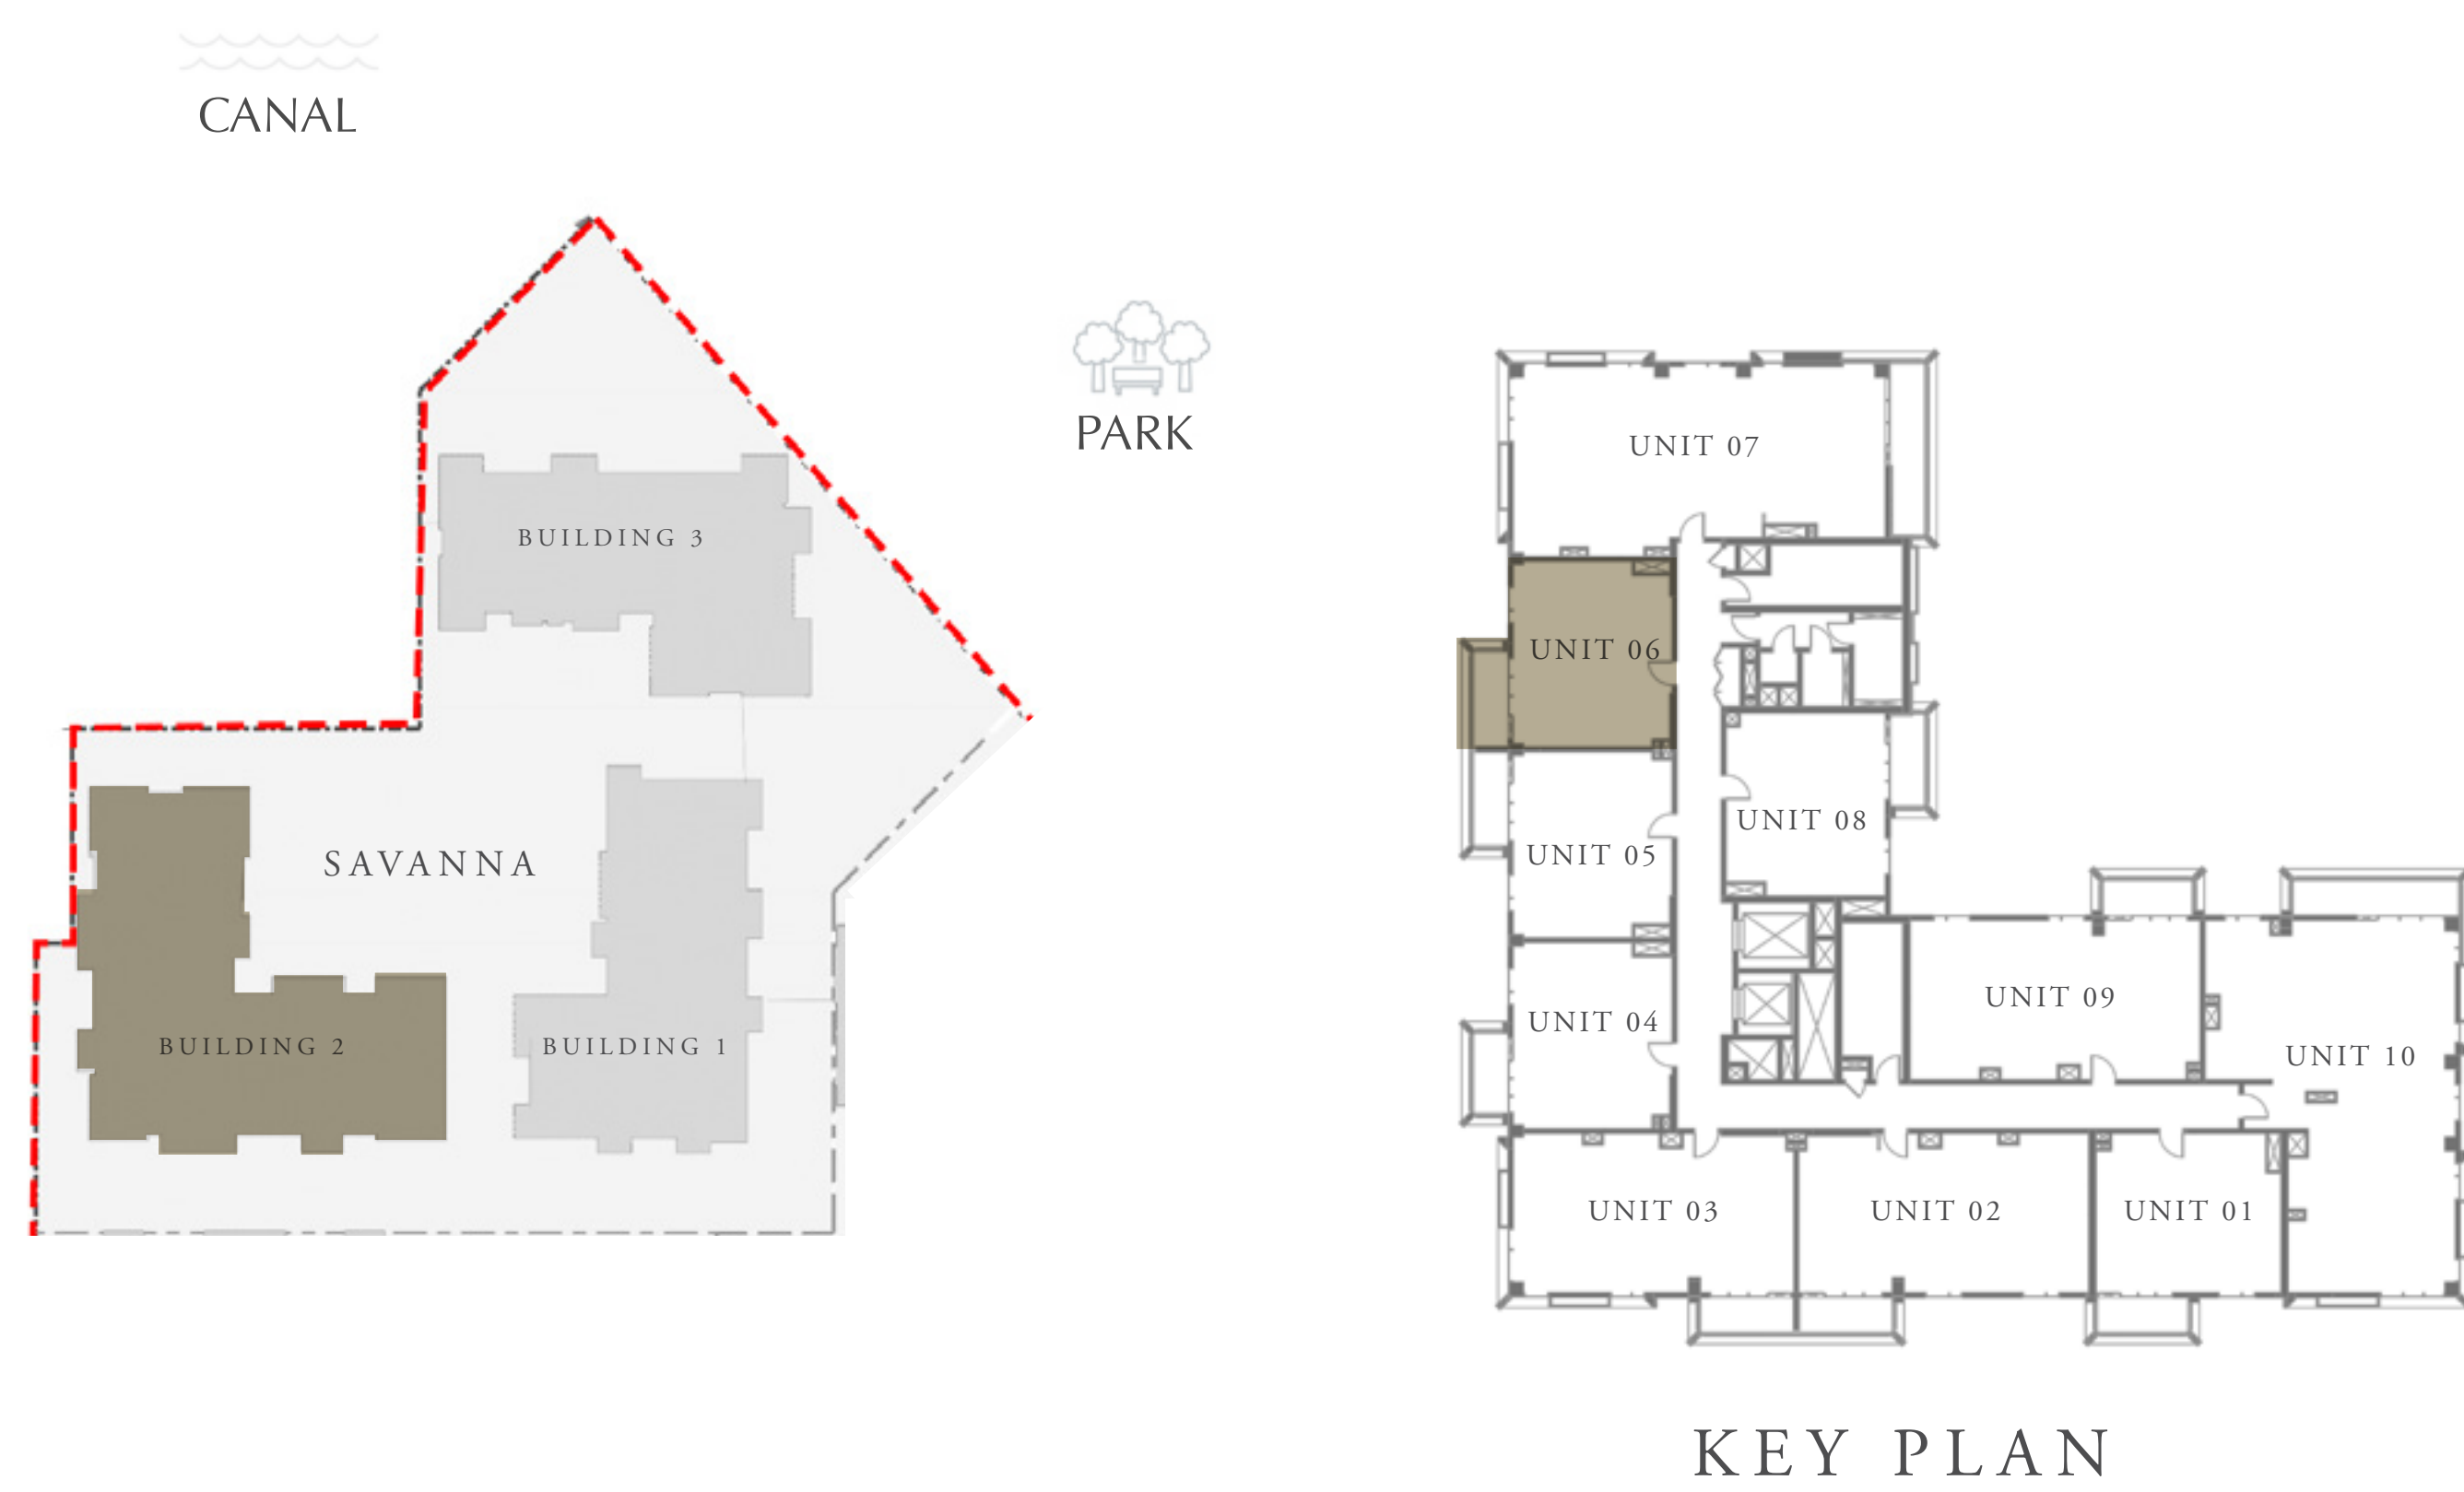 CANAL
PARK
BUILDING 3
SAVANNA
BUILDING 2
BUILDING 1
UNIT 07
UNIT 06
UNIT 08
UNIT 05
UNIT 09
UNIT 04
UNIT 10
UNIT 03
UNIT 02
UNIT 01
KEY PLAN